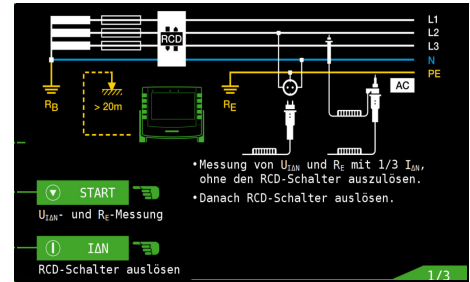 L1
L2
RCD
L3
N
PE
AC
R_B
> 20m
R_E
•Messung von U_IΔN und R_E mit 1/3 I_ΔN,
ohne den RCD-Schalter auszulösen.
•Danach RCD-Schalter auslösen.
START
U_IΔN- und R_E-Messung
IΔN
RCD-Schalter auslösen
1/3